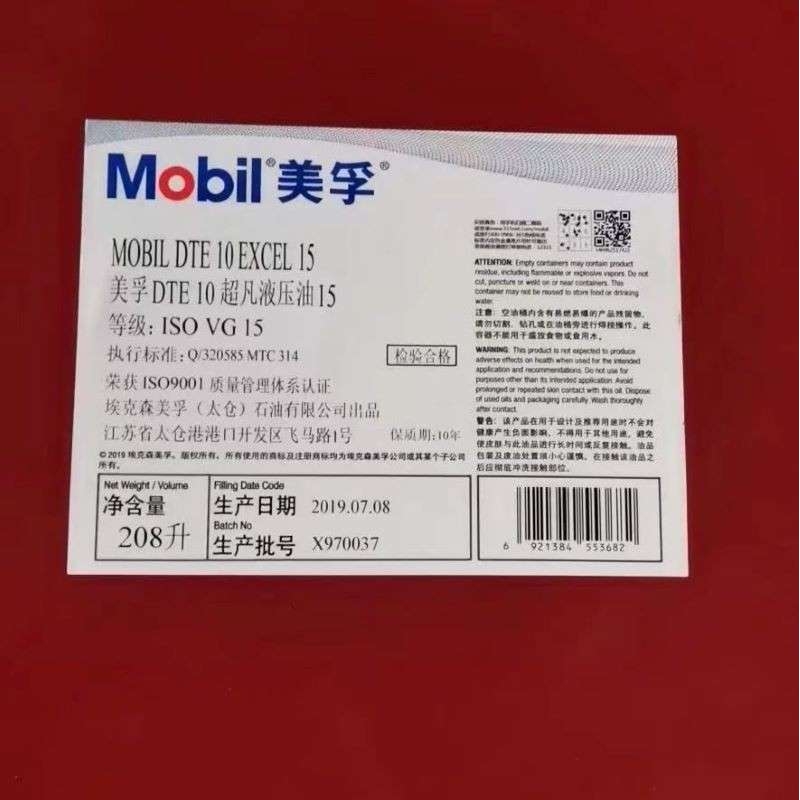 Mobil®美孚®
MOBIL DTE 10 EXCEL 15
美孚DTE 10 超凡液压油15
等级: ISO VG 15
执行标准: Q/320585 MTC 314
检验合格
荣获 ISO9001 质量管理体系认证
埃克森美孚（太仓）石油有限公司出品
江苏省太仓港港口开发区飞马路1号
保质期:10年
©2019 埃克森美孚。版权所有。所有使用的商标及注册商标均为埃克森美孚公司或其某个子公司
所有。
Net Weight / Volume
净含量
208升
Filling Date Code
生产日期 2019.07.08
Batch No
生产批号 X970037
ATTENTION: Empty containers may contain product
residue, including flammable or explosive vapors. Do not
cut, puncture or weld on or near containers. This
container may not be reused to store food or drinking
water.
注意: 空油桶内含有易燃易爆的产品残留物,
请勿切割、钻孔或在油桶旁进行焊接操作。此
容器不能用于盛放食物或食用水。
WARNING: This product is not expected to produce
adverse effects on health when used for the intended
application and recommendations. Do not use for
purposes other than its intended application. Avoid
prolonged or repeated skin contact with this oil. Dispose
of used oils and packaging carefully. Wash thoroughly
after contact.
警告: 该产品在用于设计及推荐用途时不会对
健康产生负面影响。不得用于其他用途。避免
使皮肤与此油品进行长时间或反复接触。油品
包装及废油处置须小心谨慎。在接触该油品之
后应彻底冲洗接触部位。
6 921384 553682